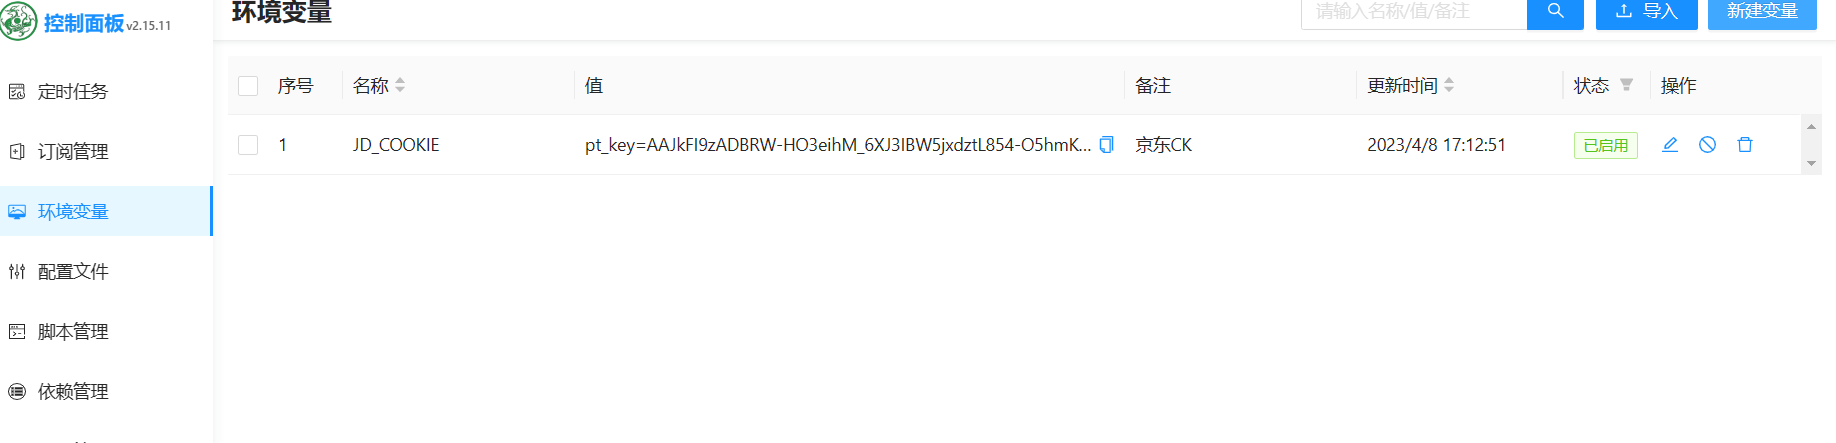 控制面板 v2.15.11
环境变量
请输入名称/值/备注
导入
新建变量
定时任务
订阅管理
环境变量
配置文件
脚本管理
依赖管理
序号 名称 值 备注 更新时间 状态 操作
1 JD_COOKIE pt_key=AAJkFI9zADBRW-HO3eihM_6XJ3IBW5jxdztL854-O5hmK... 京东CK 2023/4/8 17:12:51 已启用